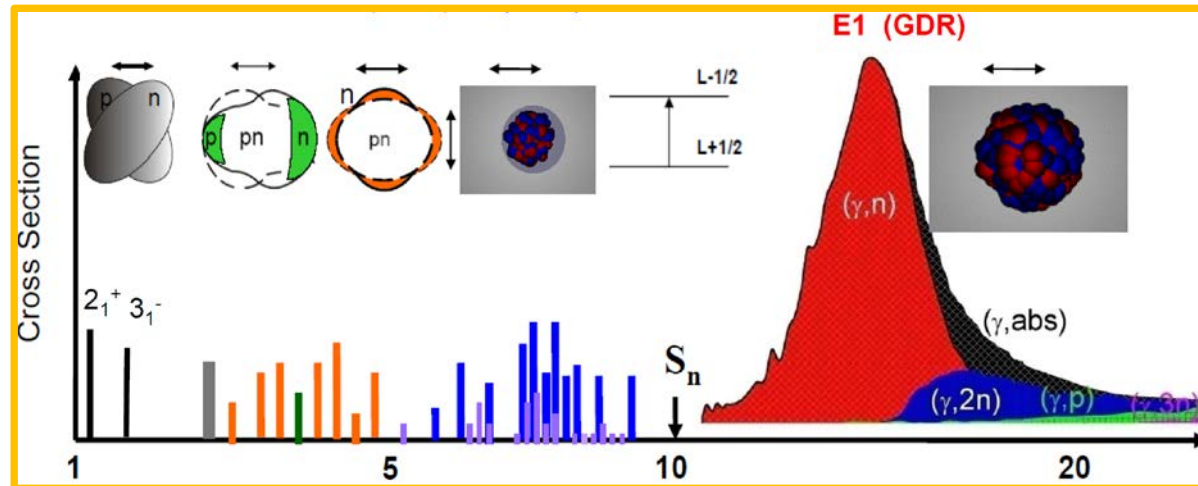 E1 (GDR)
L-1/2
L+1/2
p n
p pn n
n
pn
Cross Section
2₁⁺ 3₁⁻
Sₙ
(γ,n)
(γ,abs)
(γ,2n)
(γ,p)
(γ,3n)
1 5 10 20